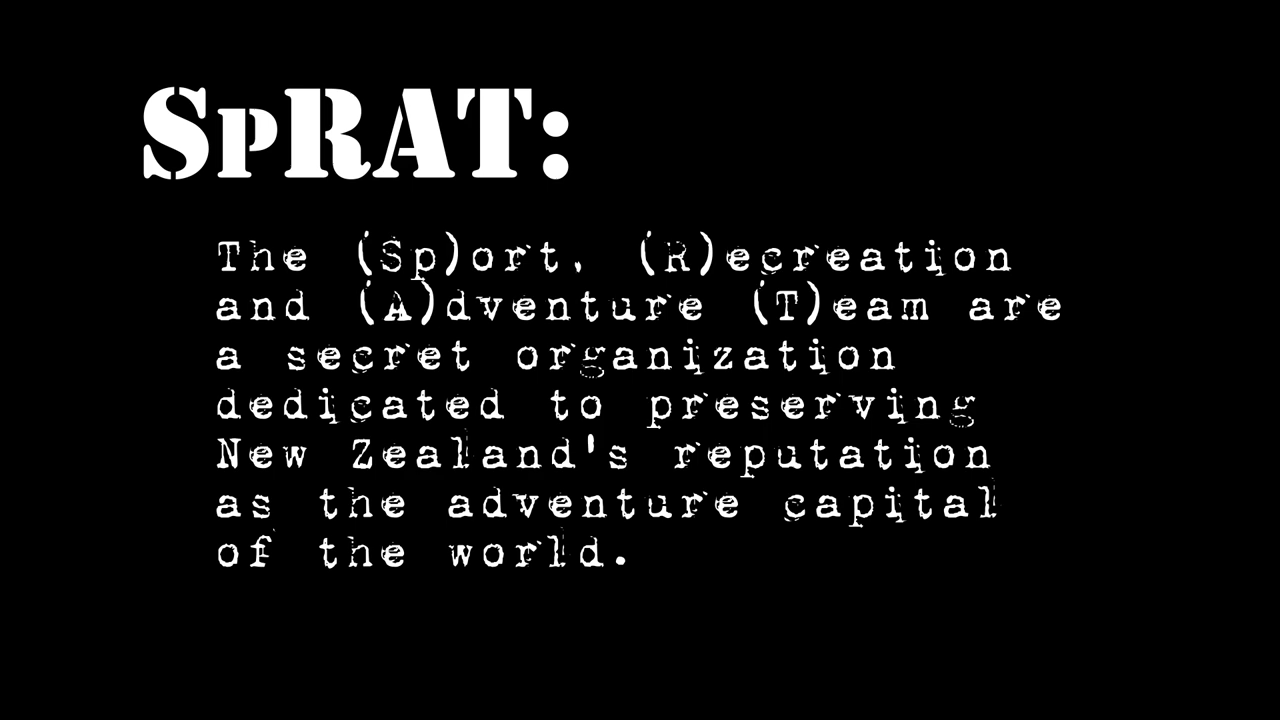 SpRAT:
The (Sp)ort, (R)ecreation
and (A)dventure (T)eam are
a secret organization
dedicated to preserving
New Zealand's reputation
as the adventure capital
of the world.